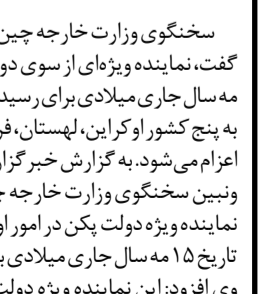 سخنگوی وزارت خارجه چین
گفت، نماینده ویژه‌ای از سوی دو
مه سال جاری میلادی برای رسید
به پنج کشور اوکراین، لهستان، فر
اعزام می‌شود. به گزارش خبرگزار
ونبین سخنگوی وزارت خارجه چ
نماینده ویژه دولت پکن در امور او
تاریخ ۱۵ مه سال جاری میلادی ب
وی افزود: این نماینده ویژه دولت